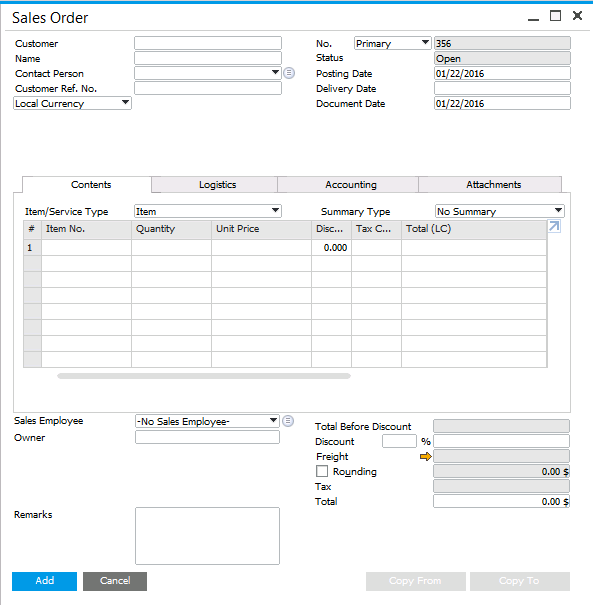 Sales Order
Customer
Name
Contact Person
Customer Ref. No.
Local Currency
No. Primary 356
Status Open
Posting Date 01/22/2016
Delivery Date
Document Date 01/22/2016
Contents Logistics Accounting Attachments
Item/Service Type Item Summary Type No Summary
# Item No. Quantity Unit Price Disc... Tax C... Total (LC)
1 0.000
Sales Employee -No Sales Employee-
Owner
Total Before Discount
Discount %
Freight
Rounding 0.00 $
Tax
Total 0.00 $
Remarks
Add Cancel Copy From Copy To